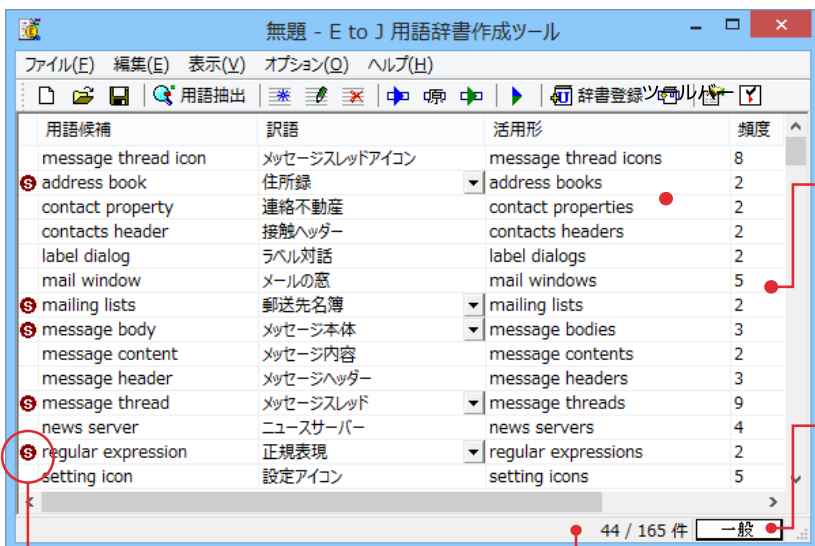 無題 - E to J 用語辞書作成ツール
ファイル(F) 編集(E) 表示(V) オプション(O) ヘルプ(H)
用語抽出 原 辞書登録 ツールバー
用語候補 訳語 活用形 頻度
message thread icon メッセージスレッドアイコン message thread icons 8
S address book 住所録 address books 2
contact property 連絡不動産 contact properties 2
contacts header 接触ヘッダー contacts headers 2
label dialog ラベル対話 label dialogs 2
mail window メールの窓 mail windows 5
S mailing lists 郵送先名簿 mailing lists 2
S message body メッセージ本体 message bodies 3
message content メッセージ内容 message contents 2
message header メッセージヘッダー message headers 3
S message thread メッセージスレッド message threads 9
news server ニュースサーバー news servers 4
S regular expression 正規表現 regular expressions 2
setting icon 設定アイコン setting icons 5
44 / 165 件 一般